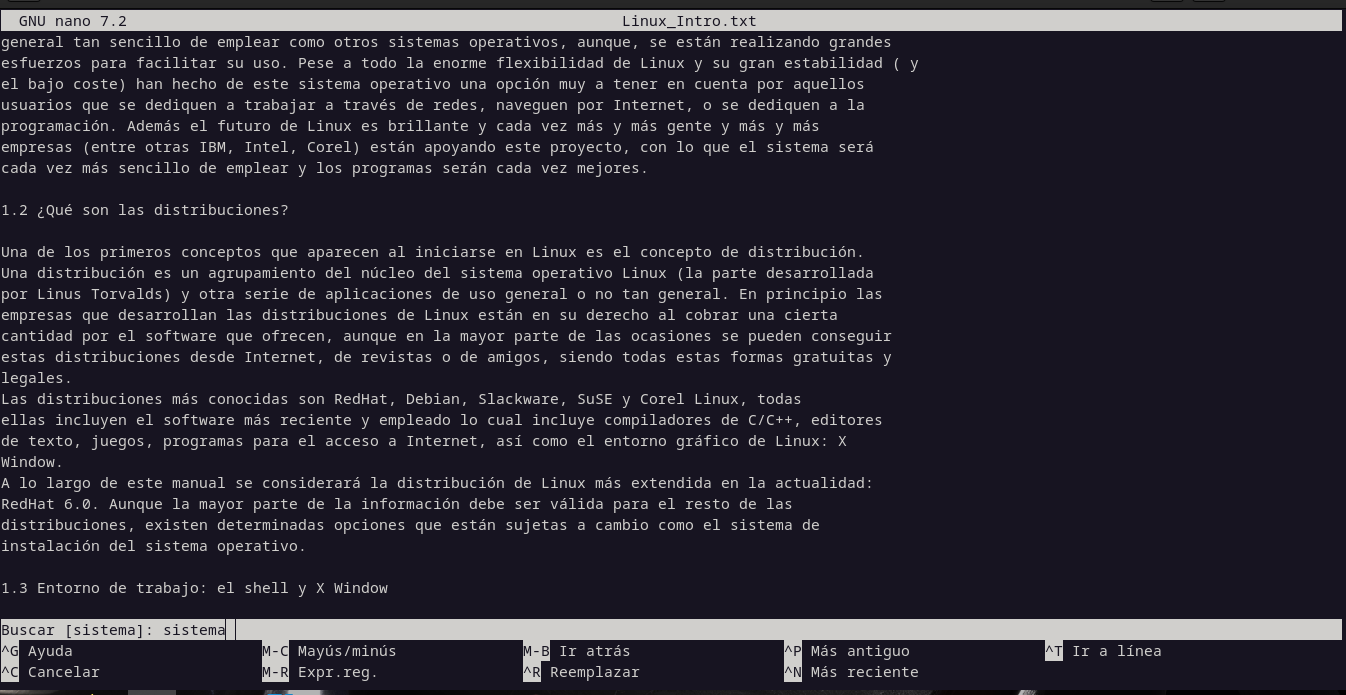 GNU nano 7.2 Linux_Intro.txt
general tan sencillo de emplear como otros sistemas operativos, aunque, se están realizando grandes
esfuerzos para facilitar su uso. Pese a todo la enorme flexibilidad de Linux y su gran estabilidad ( y
el bajo coste) han hecho de este sistema operativo una opción muy a tener en cuenta por aquellos
usuarios que se dediquen a trabajar a través de redes, naveguen por Internet, o se dediquen a la
programación. Además el futuro de Linux es brillante y cada vez más y más gente y más y más
empresas (entre otras IBM, Intel, Corel) están apoyando este proyecto, con lo que el sistema será
cada vez más sencillo de emplear y los programas serán cada vez mejores.

1.2 ¿Qué son las distribuciones?

Una de los primeros conceptos que aparecen al iniciarse en Linux es el concepto de distribución.
Una distribución es un agrupamiento del núcleo del sistema operativo Linux (la parte desarrollada
por Linus Torvalds) y otra serie de aplicaciones de uso general o no tan general. En principio las
empresas que desarrollan las distribuciones de Linux están en su derecho al cobrar una cierta
cantidad por el software que ofrecen, aunque en la mayor parte de las ocasiones se pueden conseguir
estas distribuciones desde Internet, de revistas o de amigos, siendo todas estas formas gratuitas y
legales.
Las distribuciones más conocidas son RedHat, Debian, Slackware, SuSE y Corel Linux, todas
ellas incluyen el software más reciente y empleado lo cual incluye compiladores de C/C++, editores
de texto, juegos, programas para el acceso a Internet, así como el entorno gráfico de Linux: X
Window.
A lo largo de este manual se considerará la distribución de Linux más extendida en la actualidad:
RedHat 6.0. Aunque la mayor parte de la información debe ser válida para el resto de las
distribuciones, existen determinadas opciones que están sujetas a cambio como el sistema de
instalación del sistema operativo.

1.3 Entorno de trabajo: el shell y X Window

Buscar [sistema]: sistema
^G Ayuda M-C Mayús/minús M-B Ir atrás ^P Más antiguo ^T Ir a línea
^C Cancelar M-R Expr.reg. ^R Reemplazar ^N Más reciente